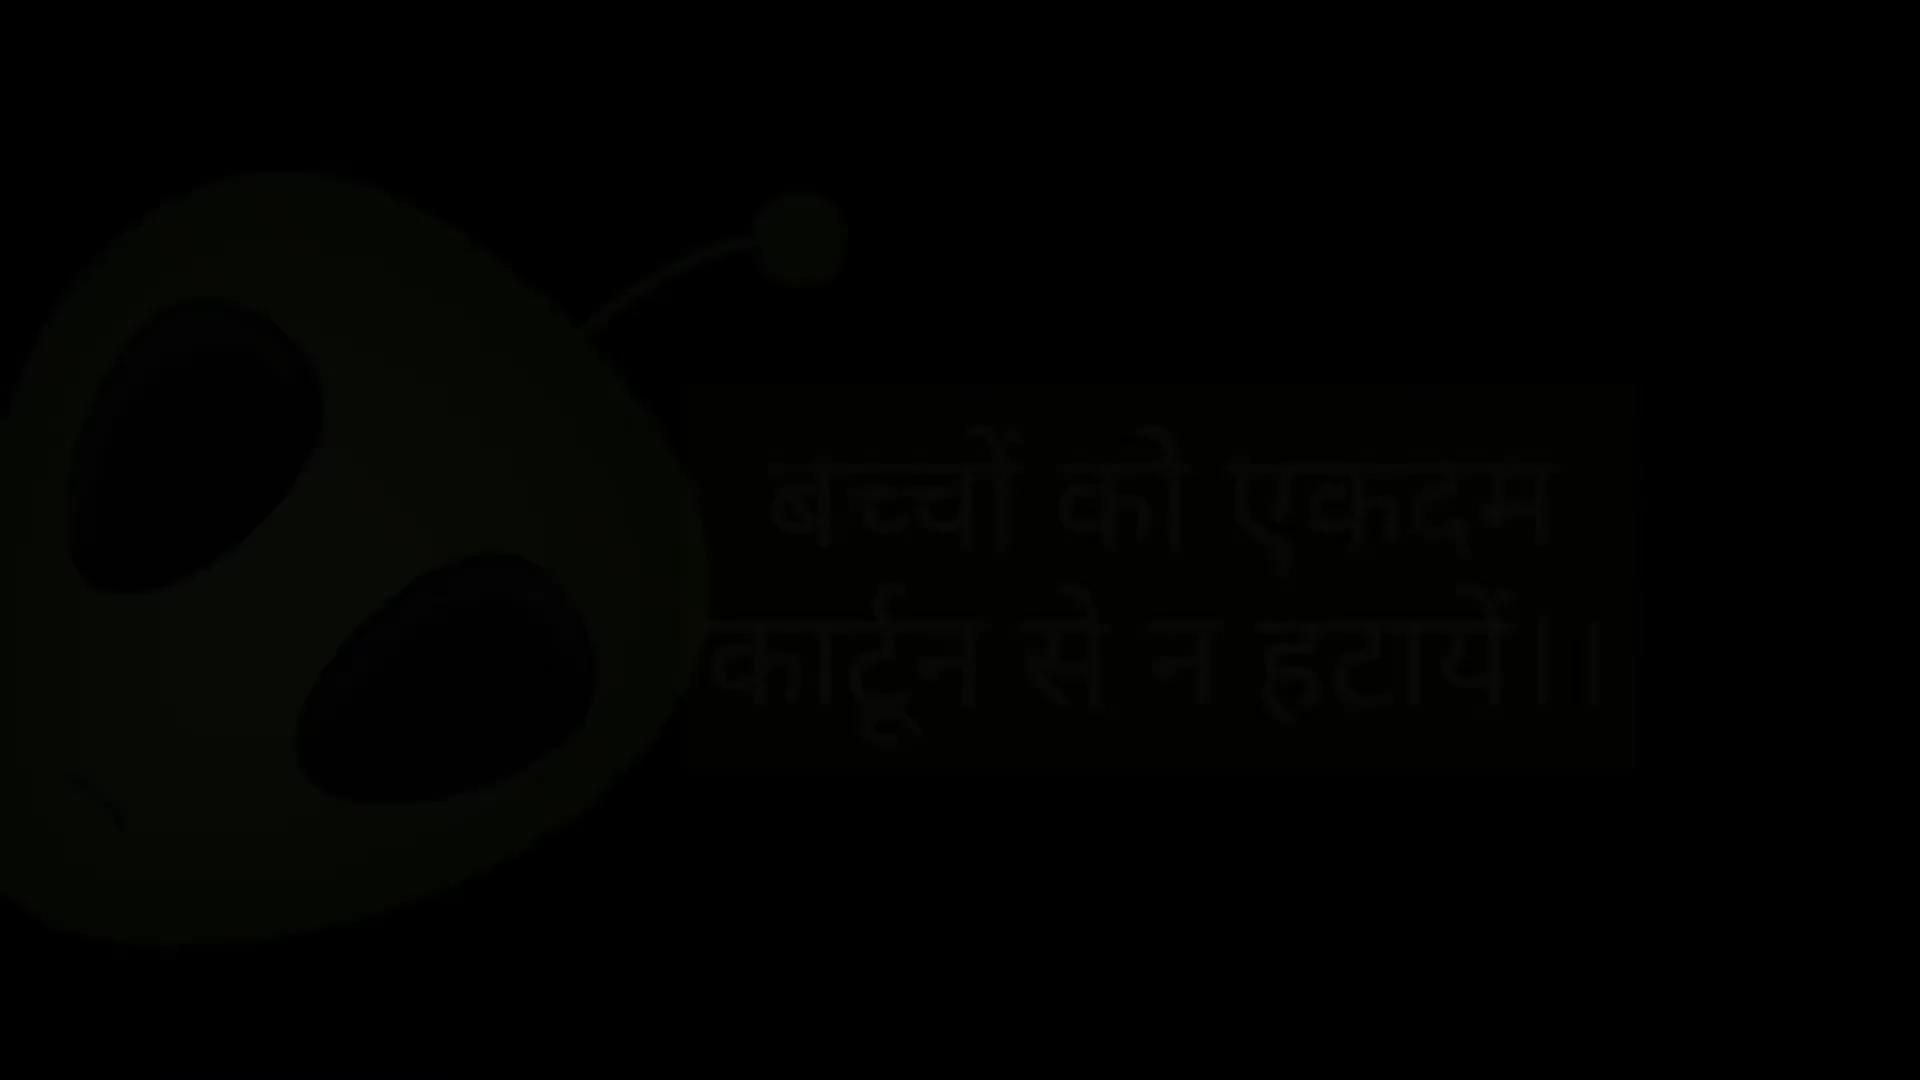 बच्चों को एकदम
कार्टून से न हटायें।।